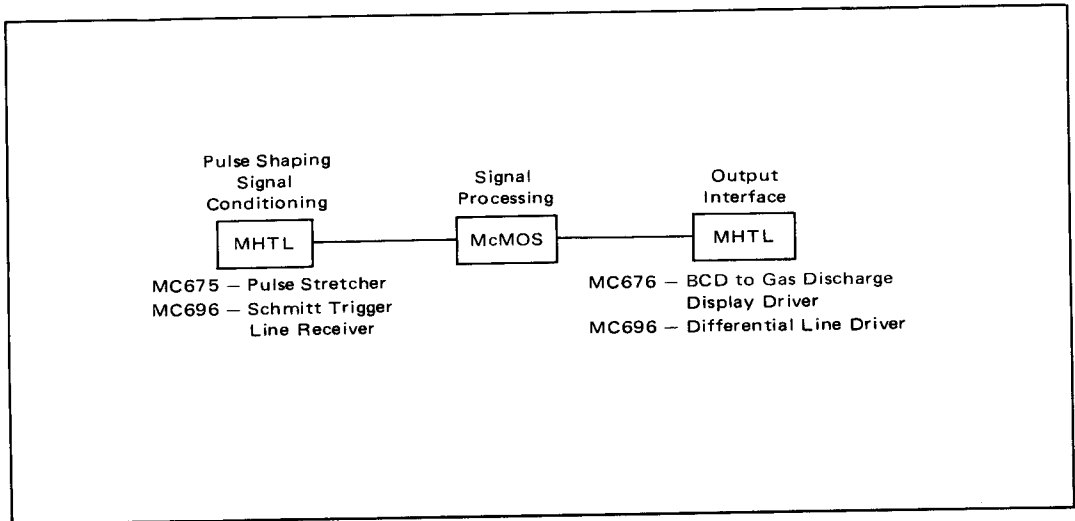 Pulse Shaping
Signal
Conditioning
MHTL
MC675 – Pulse Stretcher
MC696 – Schmitt Trigger
Line Receiver
Signal
Processing
McMOS
Output
Interface
MHTL
MC676 – BCD to Gas Discharge
Display Driver
MC696 – Differential Line Driver